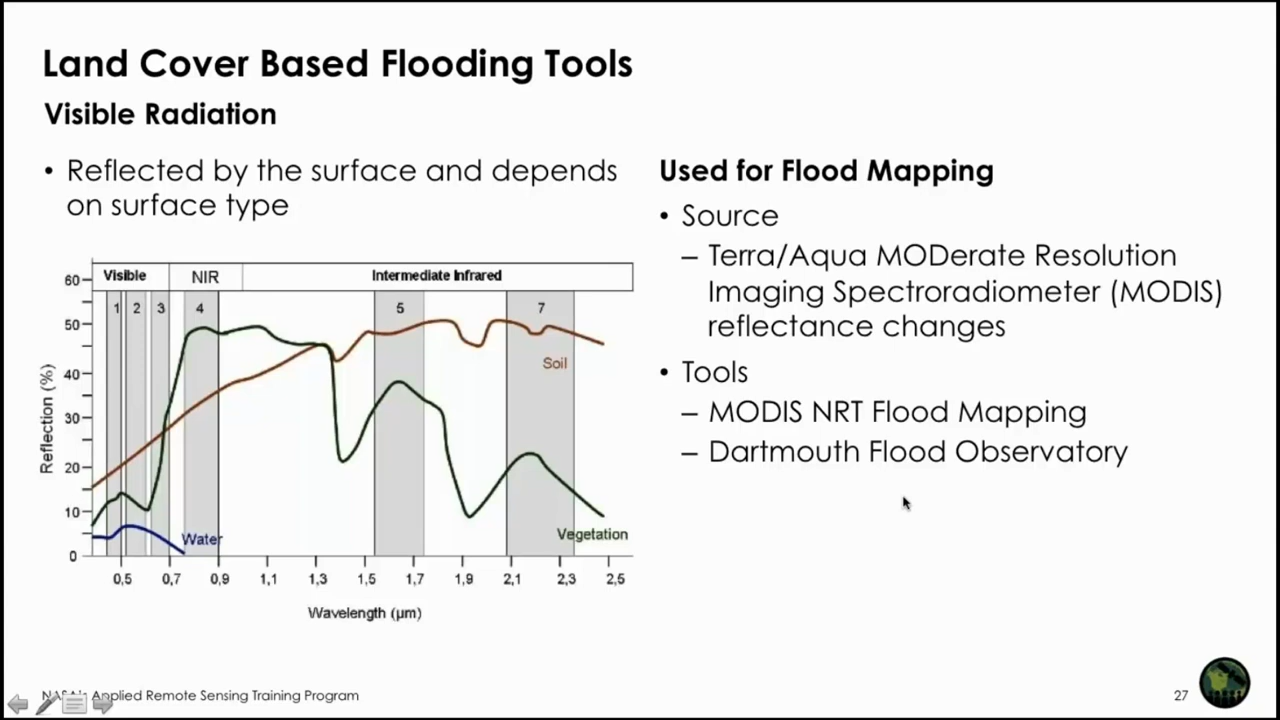 Land Cover Based Flooding Tools
Visible Radiation
• Reflected by the surface and depends
on surface type
Used for Flood Mapping
• Source
– Terra/Aqua MODerate Resolution
Imaging Spectroradiometer (MODIS)
reflectance changes
• Tools
– MODIS NRT Flood Mapping
– Dartmouth Flood Observatory
Visible NIR Intermediate Infrared
1 2 3 4 5 7
Reflection (%)
60
50
40
30
20
10
0
Soil
Water
Vegetation
0,5 0,7 0,9 1,1 1,3 1,5 1,7 1,9 2,1 2,3 2,5
Wavelength (µm)
NASA's Applied Remote Sensing Training Program
27